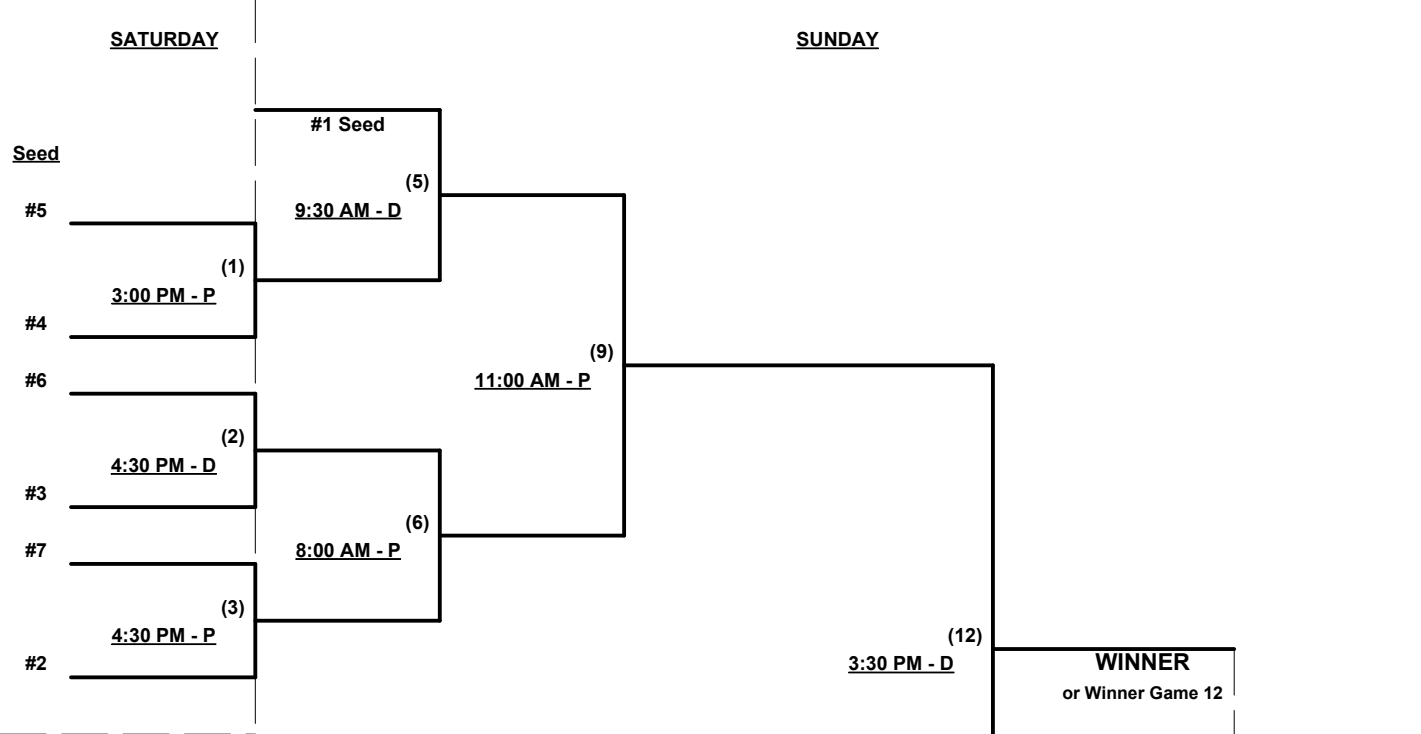 SATURDAY
SUNDAY
#1 Seed
Seed
(5)
9:30 AM - D
#5
(1)
3:00 PM - P
#4
(9)
11:00 AM - P
#6
(2)
4:30 PM - D
#3
(6)
8:00 AM - P
#7
(3)
4:30 PM - P
#2
(12)
3:30 PM - D
WINNER
or Winner Game 12